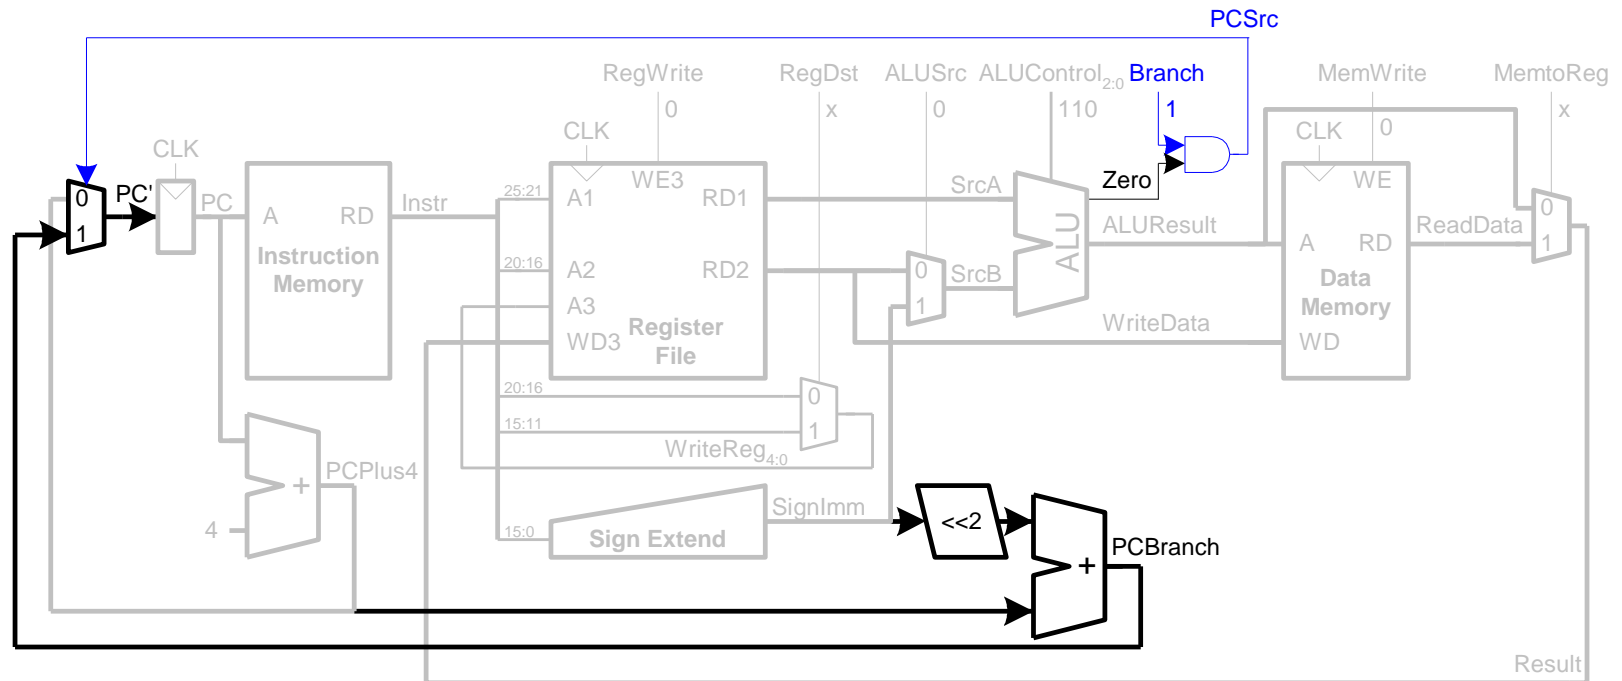 PCSrc
RegWrite
RegDst
ALUSrc
ALUControl2:0
Branch
MemWrite
MemtoReg
0
x
0
110
1
0
x
CLK
CLK
CLK
0
1
PC'
PC
A
RD
Instruction
Memory
Instr
25:21
20:16
A1
A2
A3
WD3
WE3
RD1
RD2
Register
File
SrcA
0
1
SrcB
ALU
Zero
ALUResult
WriteData
A
RD
WE
WD
Data
Memory
ReadData
0
1
20:16
15:11
0
1
WriteReg4:0
PCPlus4
+
4
15:0
Sign Extend
SignImm
<<2
+
PCBranch
Result